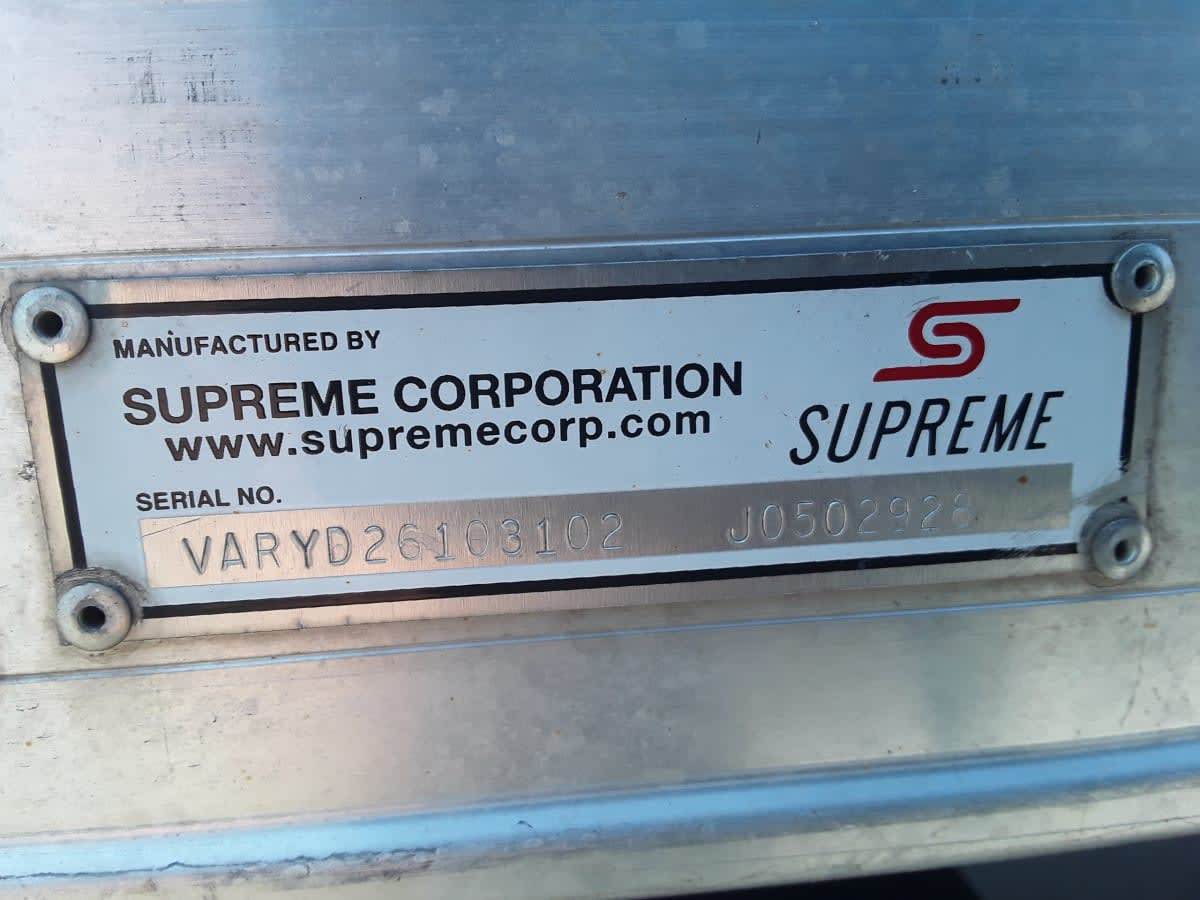 MANUFACTURED BY
SUPREME CORPORATION
www.supremecorp.com
SUPREME
SERIAL NO.
VARYD26103102 J0502928